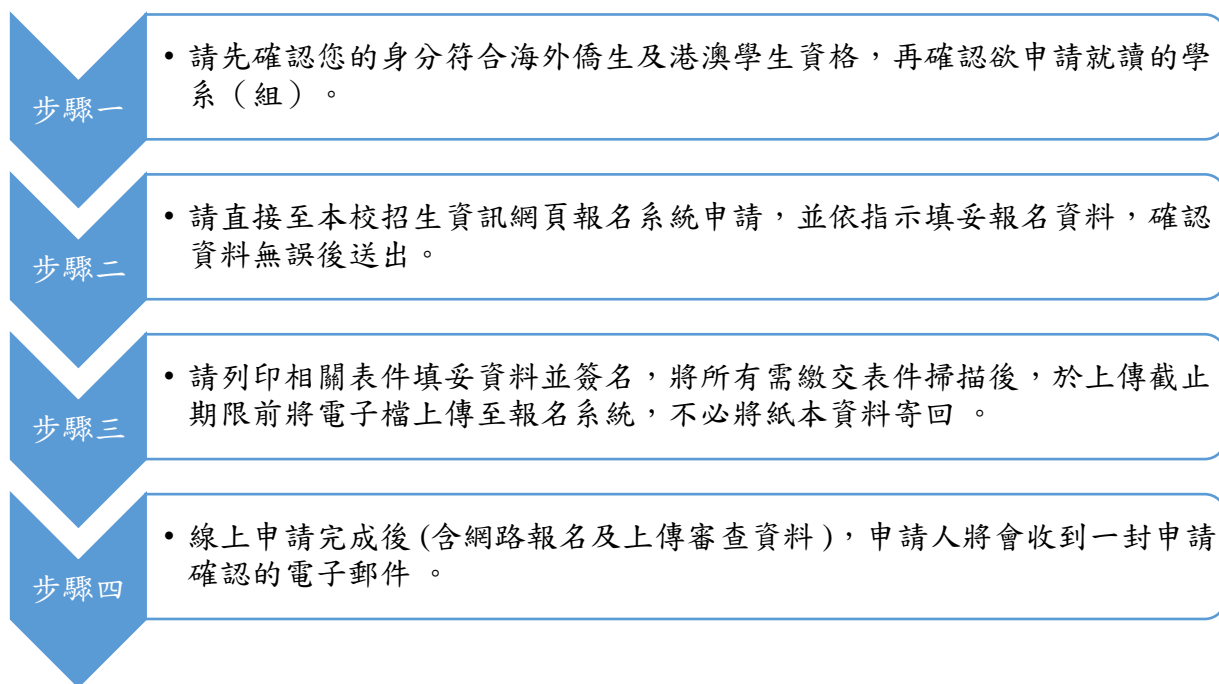 步驟一
• 請先確認您的身分符合海外僑生及港澳學生資格，再確認欲申請就讀的學
系（組）。
步驟二
• 請直接至本校招生資訊網頁報名系統申請，並依指示填妥報名資料，確認
資料無誤後送出。
步驟三
• 請列印相關表件填妥資料並簽名，將所有需繳交表件掃描後，於上傳截止
期限前將電子檔上傳至報名系統，不必將紙本資料寄回 。
步驟四
• 線上申請完成後 (含網路報名及上傳審查資料 )，申請人將會收到一封申請
確認的電子郵件 。